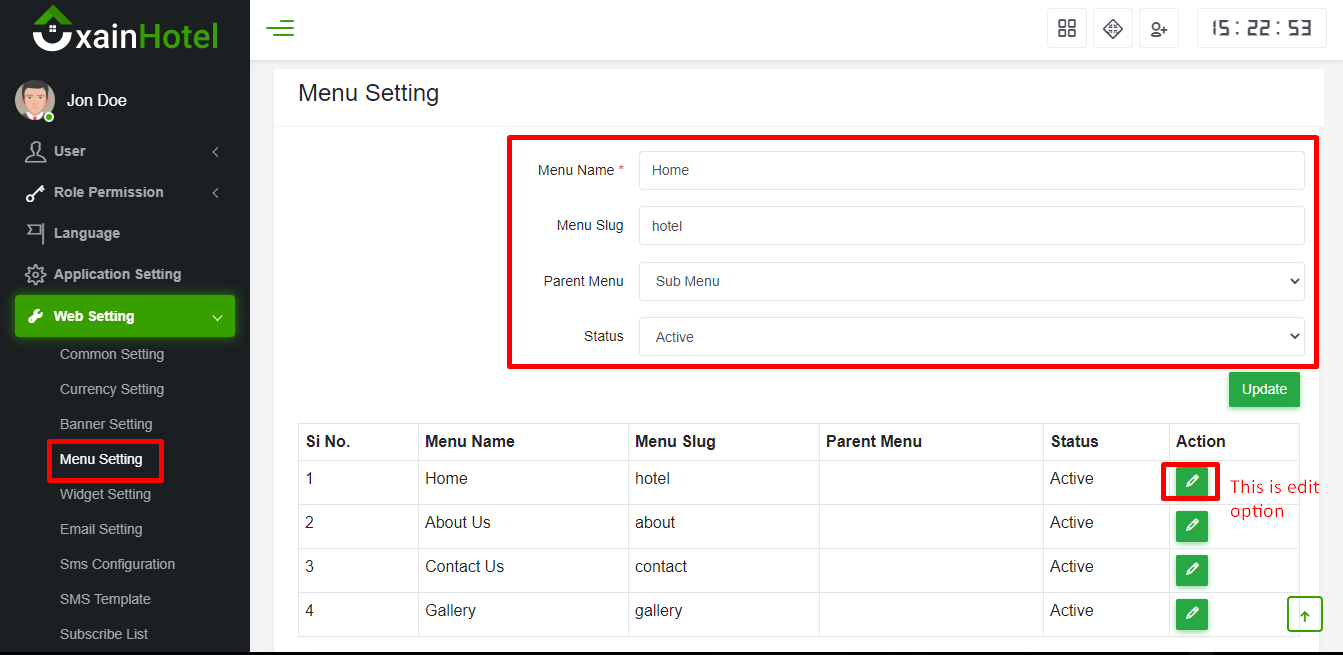 xainHotel
15:22:53
Jon Doe
User
Role Permission
Language
Application Setting
Web Setting
Common Setting
Currency Setting
Banner Setting
Menu Setting
Widget Setting
Email Setting
Sms Configuration
SMS Template
Subscribe List
Menu Setting
Menu Name * Home
Menu Slug hotel
Parent Menu Sub Menu
Status Active
Update
Si No. Menu Name Menu Slug Parent Menu Status Action
1 Home hotel Active
This is edit
option
2 About Us about Active
3 Contact Us contact Active
4 Gallery gallery Active